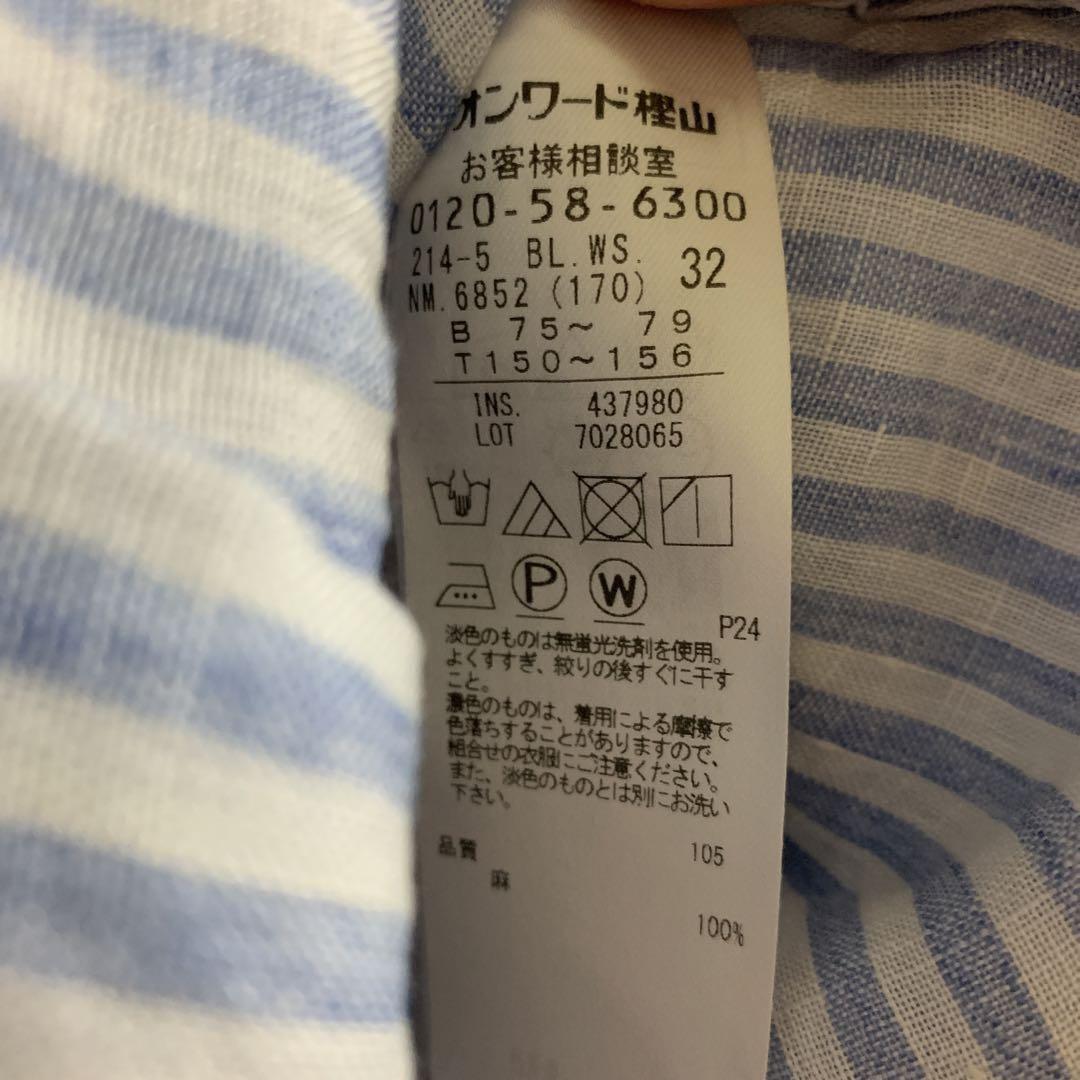 オンワード樫山
お客様相談室
0120-58-6300
214-5 BL.WS. 32
NM.6852 (170)
B 75～ 79
T150～156
INS. 437980
LOT 7028065
P W
P24
淡色のものは無蛍光洗剤を使用。
よくすすぎ、絞りの後すぐに干す
こと。
濃色のものは、着用による摩擦で
色落ちすることがありますので、
組合せの衣服にご注意ください。
また、淡色のものとは別にお洗い
下さい。
品質 105
麻
100%